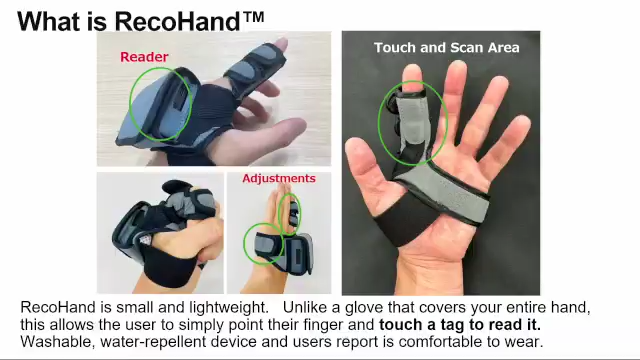 What is RecoHand™
Reader
Touch and Scan Area
Adjustments
RecoHand is small and lightweight. Unlike a glove that covers your entire hand,
this allows the user to simply point their finger and touch a tag to read it.
Washable, water-repellent device and users report is comfortable to wear.